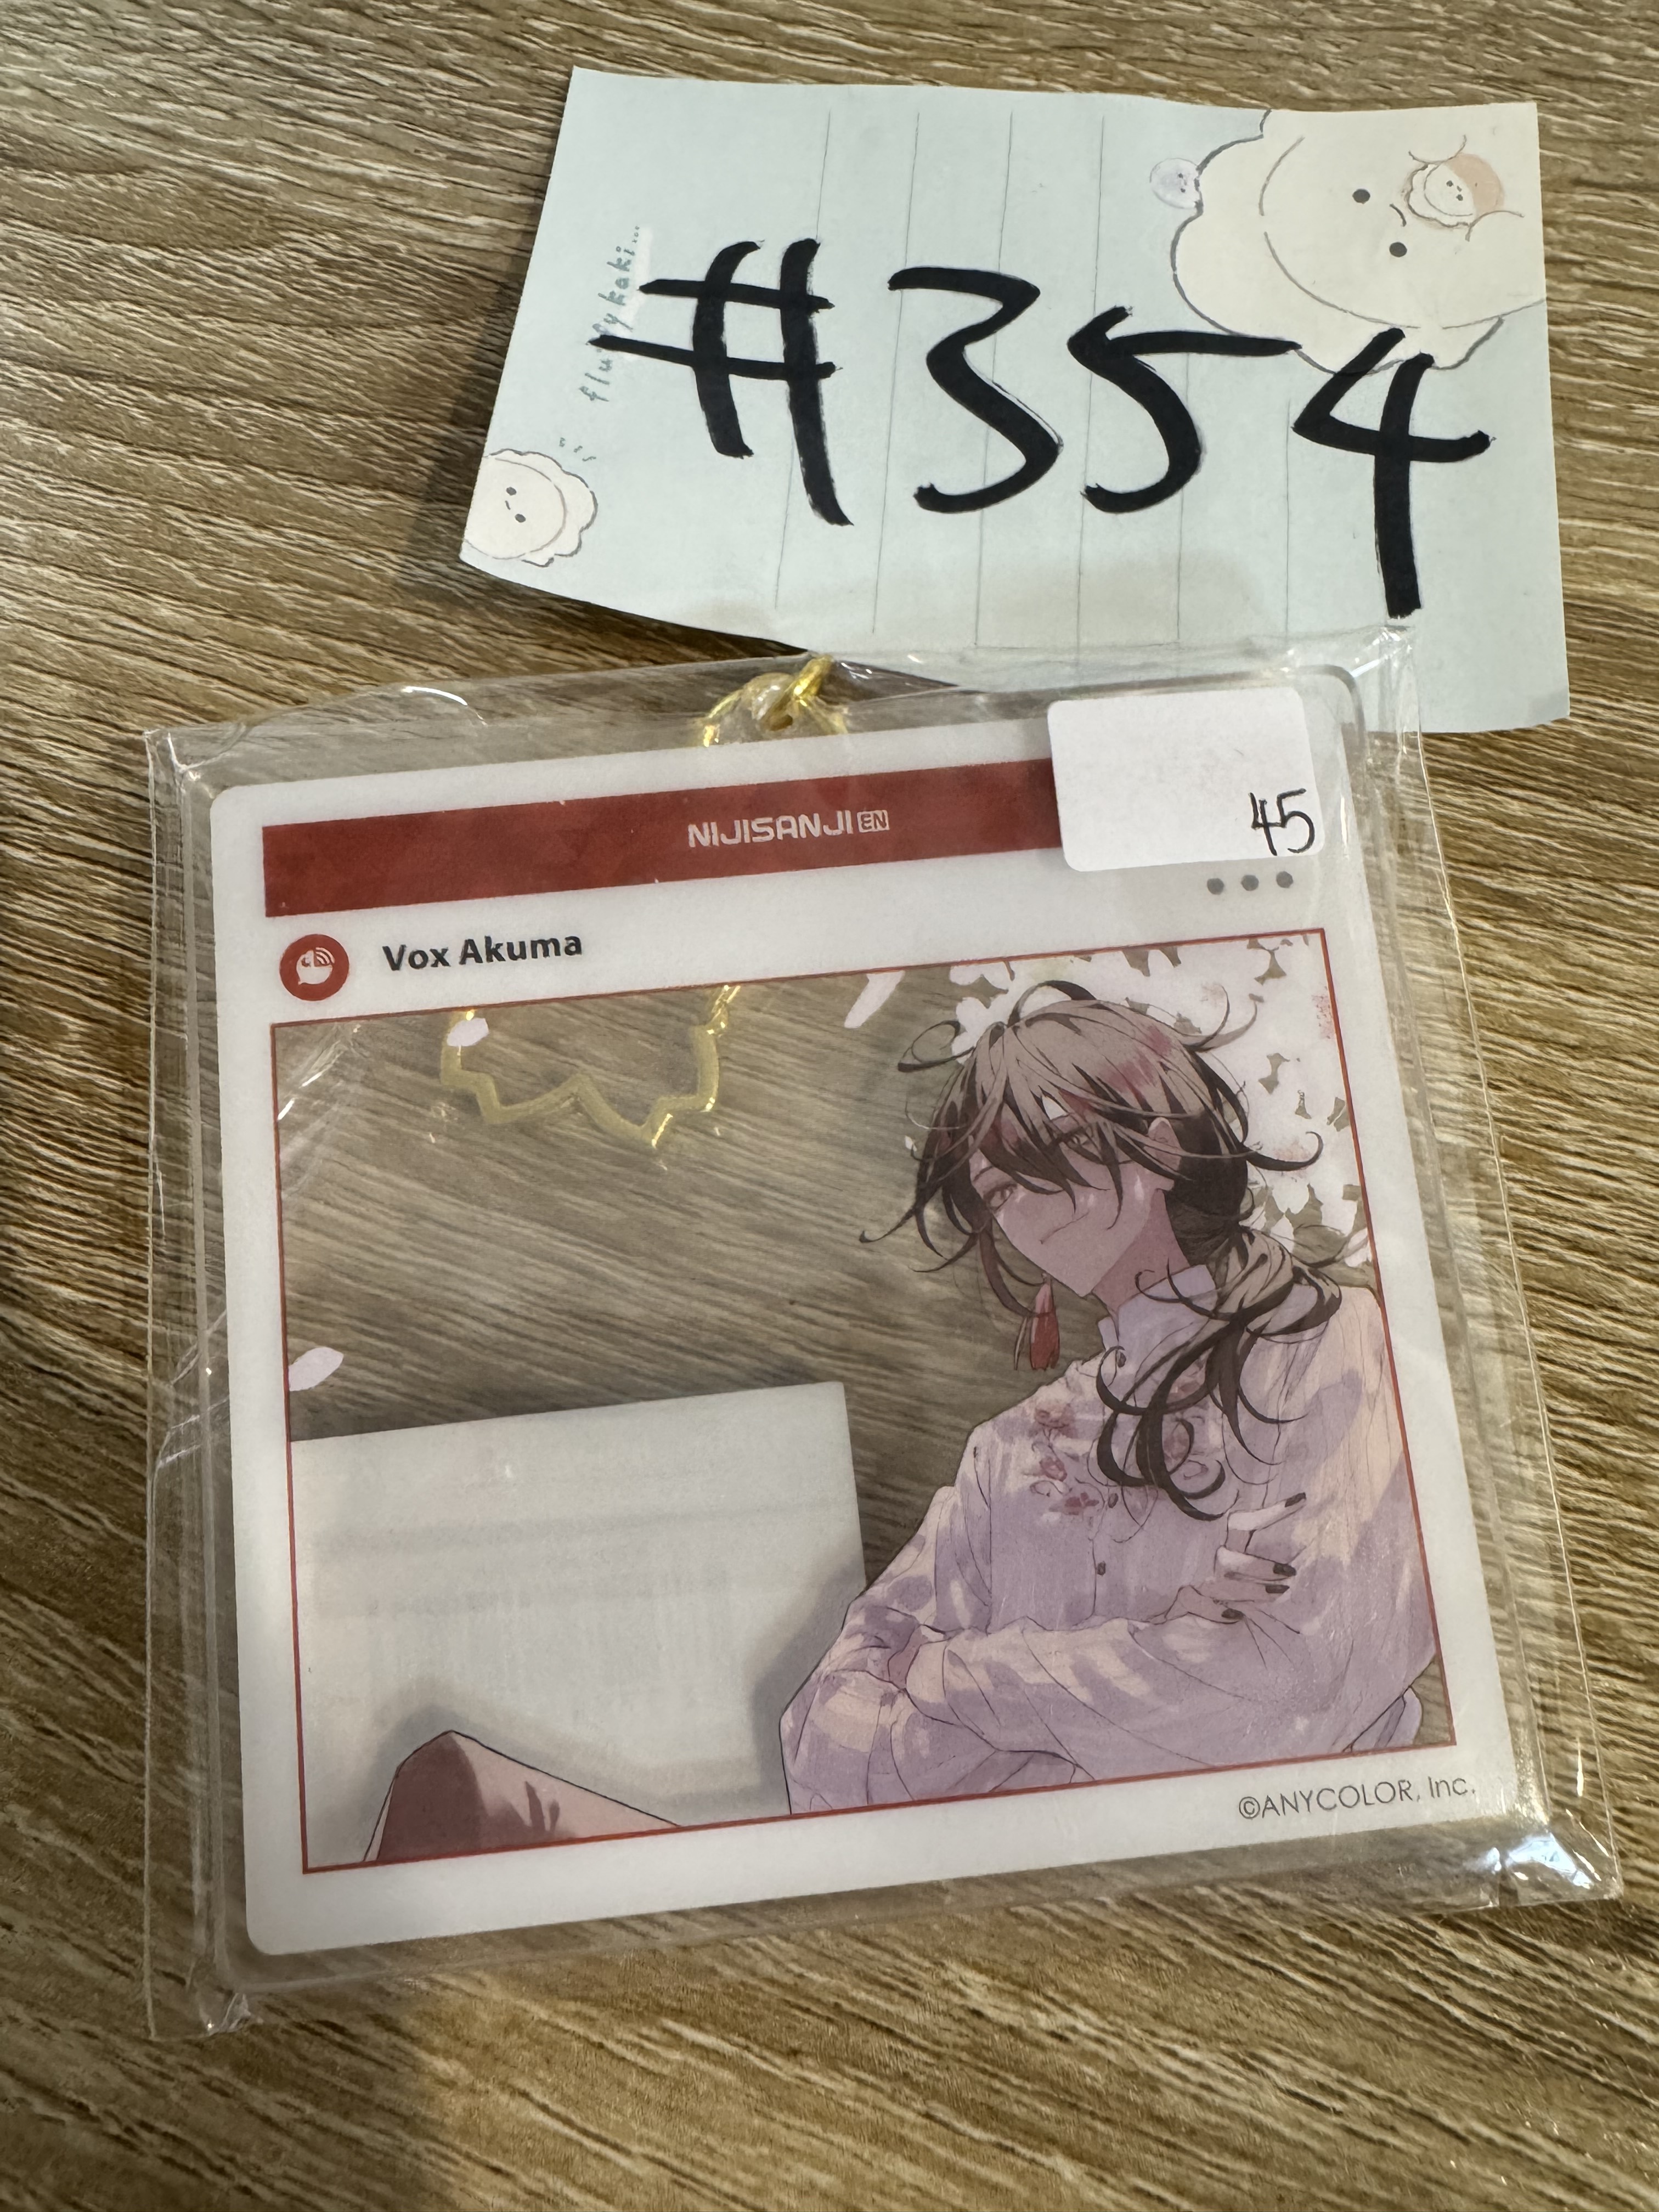 #354
fluffykaki...
NIJISANJI EN
45
Vox Akuma
©ANYCOLOR, Inc.